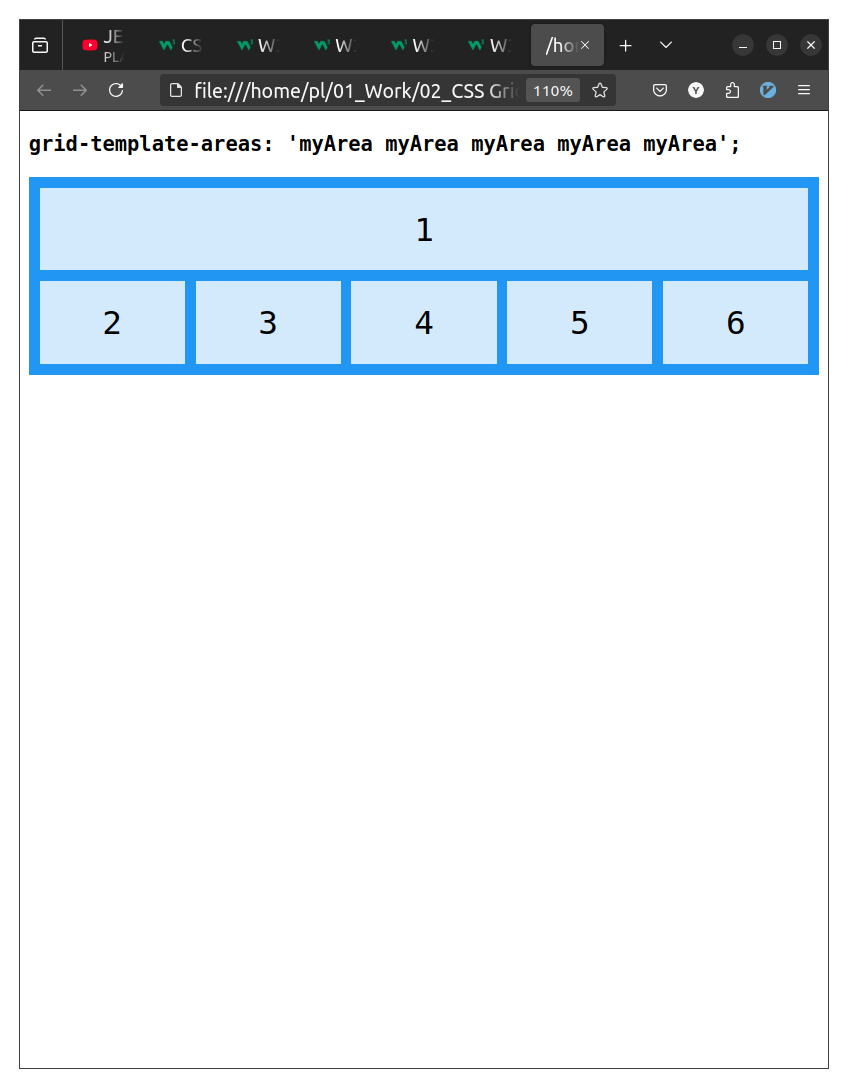 JE
PLA
CS
W
W
W
W
/ho
file:///home/pl/01_Work/02_CSS Gri
110%
grid-template-areas: 'myArea myArea myArea myArea myArea';
1
2 3 4 5 6